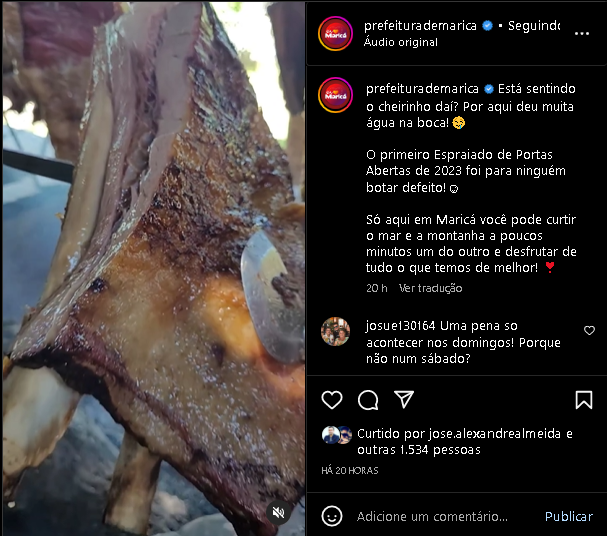 prefeiturademarica • Seguindo
Áudio original
prefeiturademarica Está sentindo
o cheirinho daí? Por aqui deu muita
água na boca!🤣
O primeiro Espraiado de Portas
Abertas de 2023 foi para ninguém
botar defeito!☺
Só aqui em Maricá você pode curtir
o mar e a montanha a poucos
minutos um do outro e desfrutar de
tudo o que temos de melhor! ❣
20 h Ver tradução
josue130164 Uma pena so
acontecer nos domingos! Porque
não num sábado?
Curtido por jose.alexandrealmeida e
outras 1.534 pessoas
HÁ 20 HORAS
Adicione um comentário... Publicar